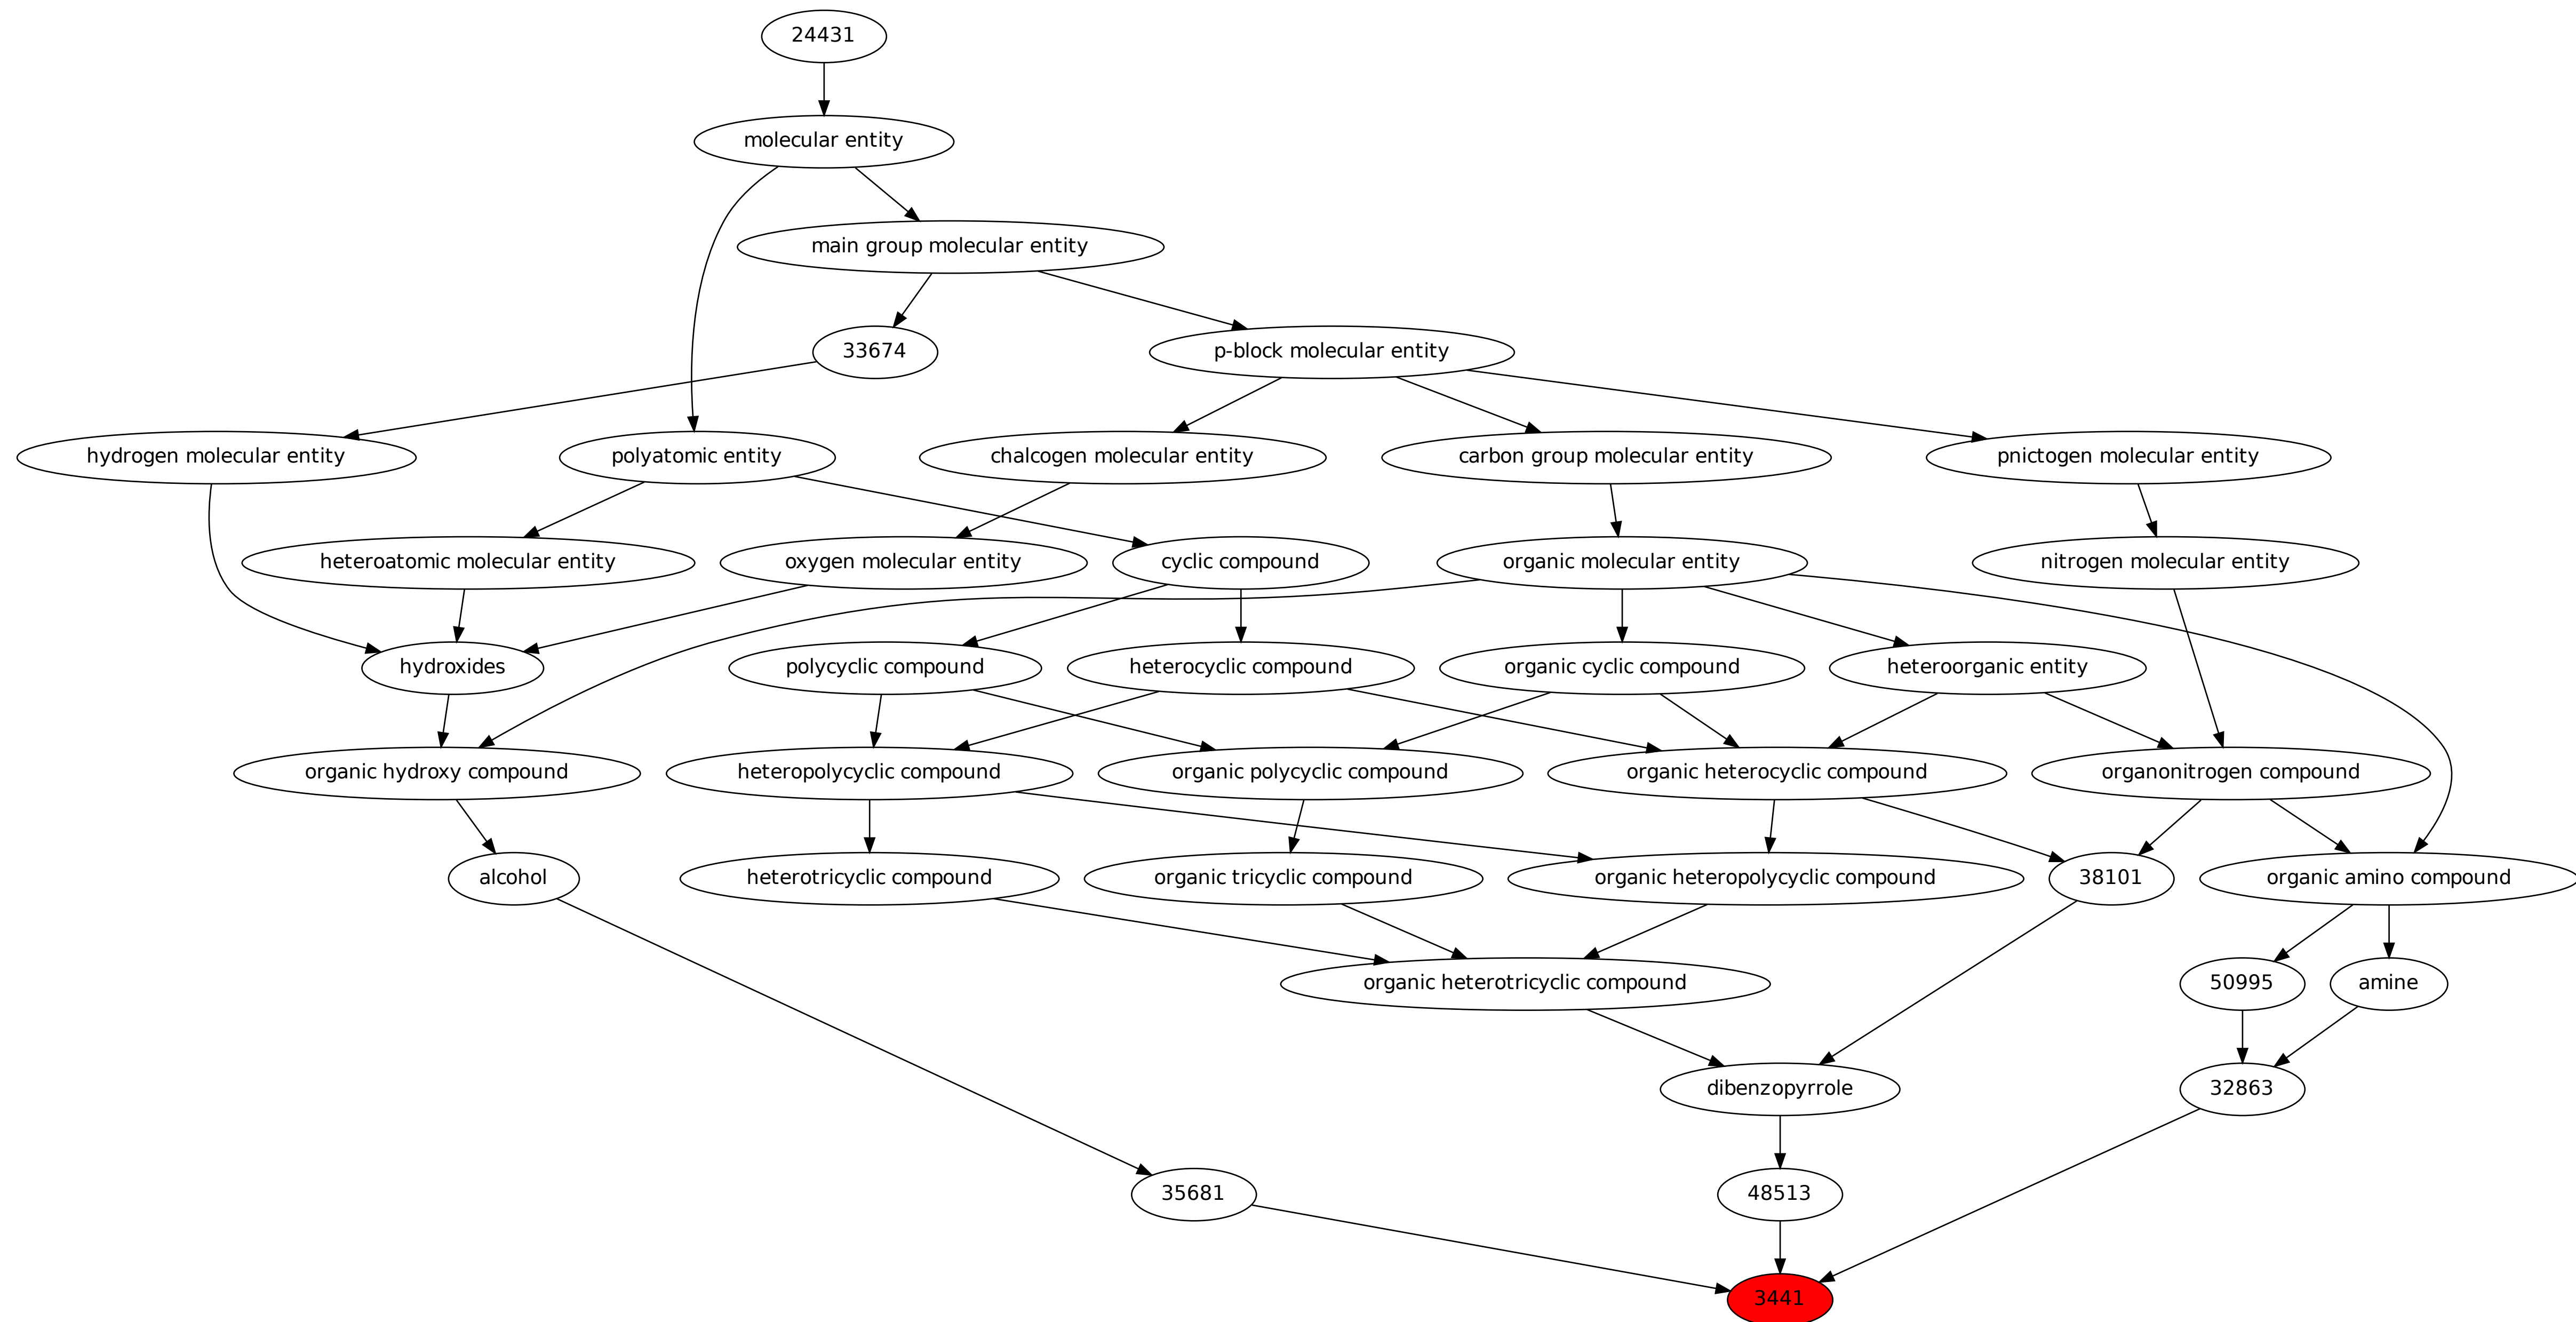 24431
molecular entity
main group molecular entity
33674
p-block molecular entity
hydrogen molecular entity
polyatomic entity
chalcogen molecular entity
carbon group molecular entity
pnictogen molecular entity
heteroatomic molecular entity
oxygen molecular entity
cyclic compound
organic molecular entity
nitrogen molecular entity
hydroxides
polycyclic compound
heterocyclic compound
organic cyclic compound
heteroorganic entity
organic hydroxy compound
heteropolycyclic compound
organic polycyclic compound
organic heterocyclic compound
organonitrogen compound
alcohol
heterotricyclic compound
organic tricyclic compound
organic heteropolycyclic compound
38101
organic amino compound
organic heterotricyclic compound
50995
amine
dibenzopyrrole
32863
35681
48513
3441